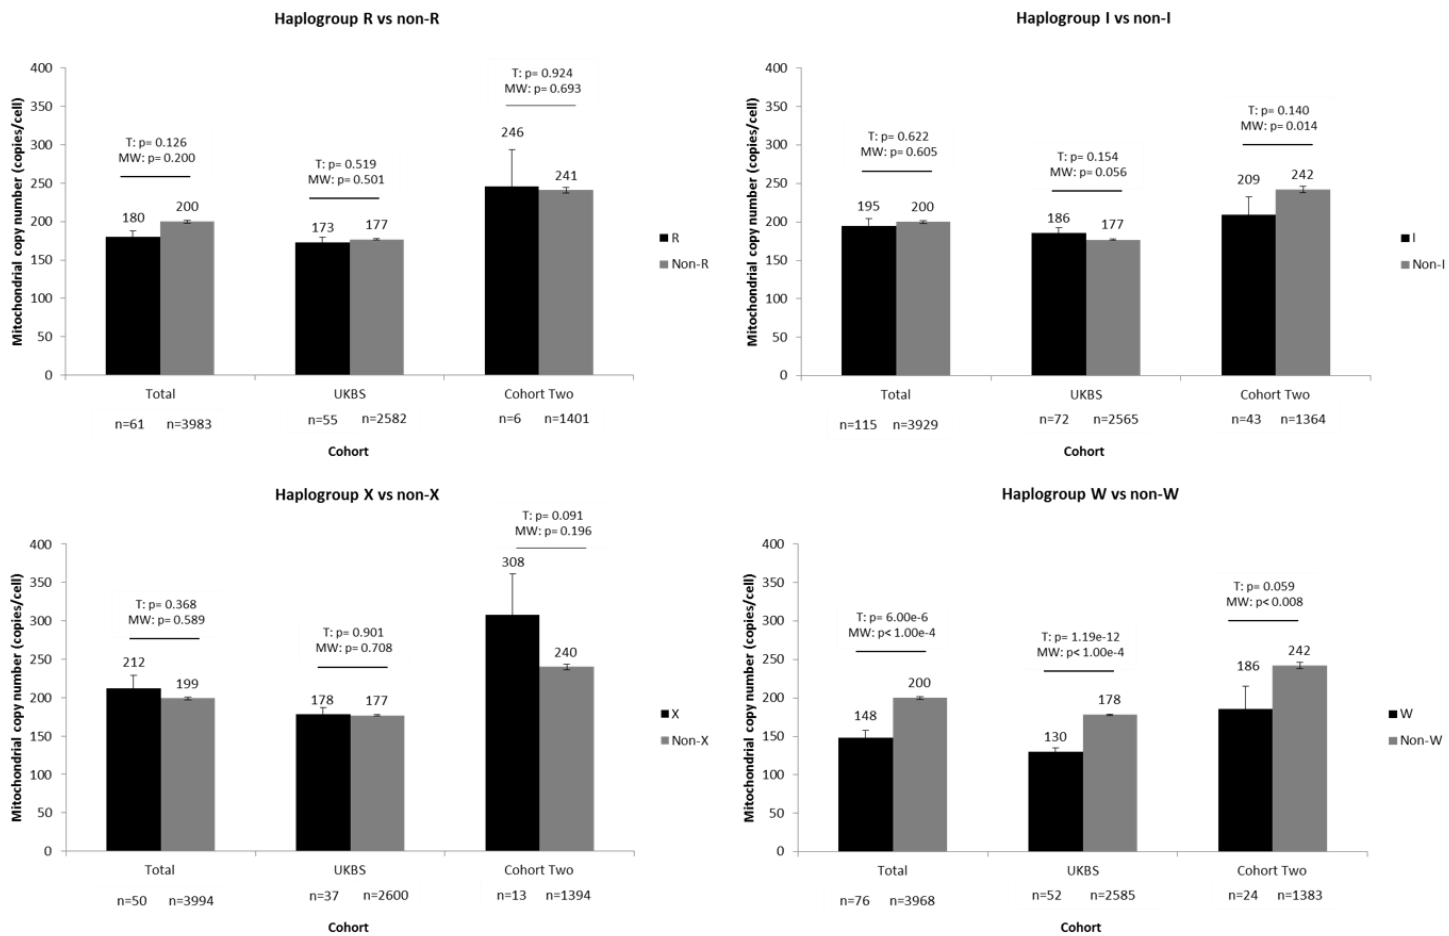 Haplogroup R vs non-R
Mitochondrial copy number (copies/cell)
400
350
300
250
200
150
100
50
0
T: p= 0.126
MW: p= 0.200
180
200
T: p= 0.519
MW: p= 0.501
173
177
T: p= 0.924
MW: p= 0.693
246
241
R
Non-R
Total
UKBS
Cohort Two
n=61
n=3983
n=55
n=2582
n=6
n=1401
Cohort
Haplogroup I vs non-I
Mitochondrial copy number (copies/cell)
400
350
300
250
200
150
100
50
0
T: p= 0.622
MW: p= 0.605
195
200
T: p= 0.154
MW: p= 0.056
186
177
T: p= 0.140
MW: p= 0.014
209
242
I
Non-I
Total
UKBS
Cohort Two
n=115
n=3929
n=72
n=2565
n=43
n=1364
Cohort
Haplogroup X vs non-X
Mitochondrial copy number (copies/cell)
400
350
300
250
200
150
100
50
0
T: p= 0.368
MW: p= 0.589
212
199
T: p= 0.901
MW: p= 0.708
178
177
T: p= 0.091
MW: p= 0.196
308
240
X
Non-X
Total
UKBS
Cohort Two
n=50
n=3994
n=37
n=2600
n=13
n=1394
Cohort
Haplogroup W vs non-W
Mitochondrial copy number (copies/cell)
400
350
300
250
200
150
100
50
0
T: p= 6.00e-6
MW: p< 1.00e-4
148
200
T: p= 1.19e-12
MW: p< 1.00e-4
130
178
T: p= 0.059
MW: p< 0.008
186
242
W
Non-W
Total
UKBS
Cohort Two
n=76
n=3968
n=52
n=2585
n=24
n=1383
Cohort